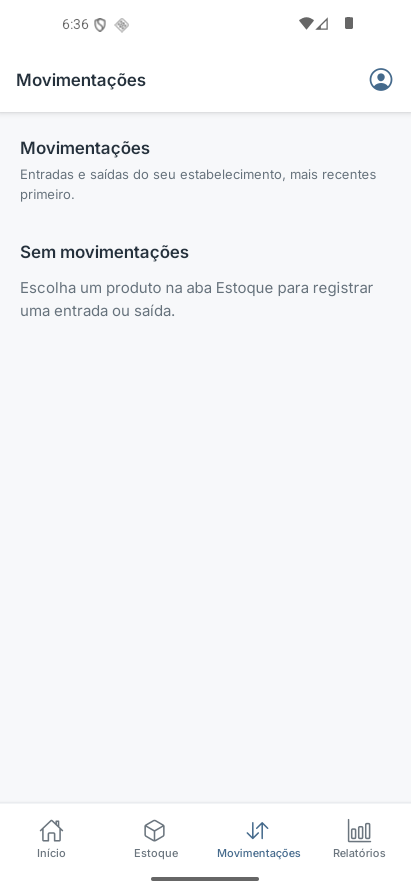 6:36
Movimentações
Movimentações
Entradas e saídas do seu estabelecimento, mais recentes
primeiro.
Sem movimentações
Escolha um produto na aba Estoque para registrar
uma entrada ou saída.
Início
Estoque
Movimentações
Relatórios